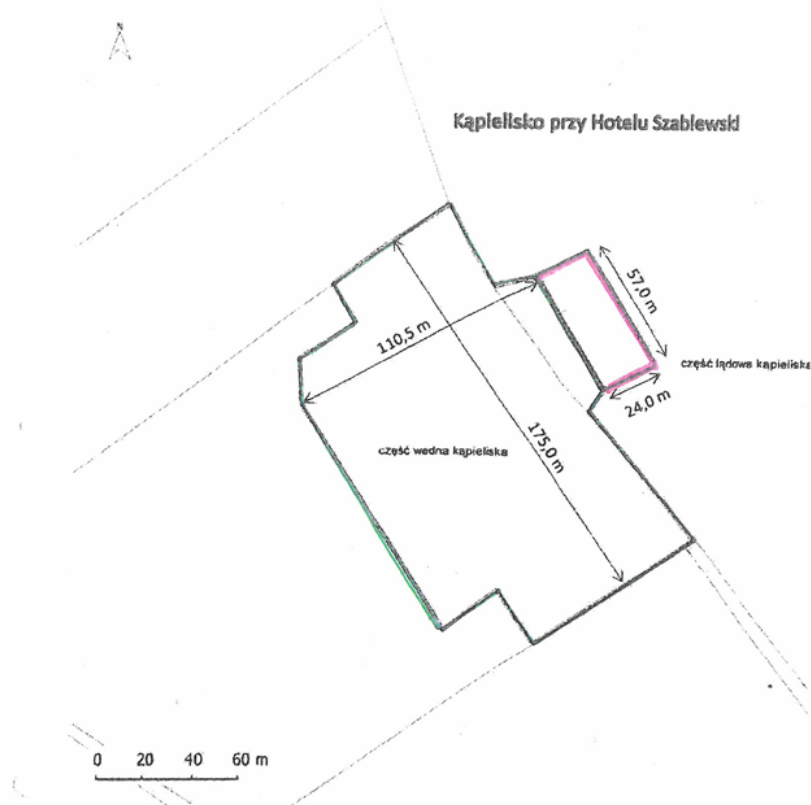 N
Kąpielisko przy Hotelu Szablewski
57,0 m
110,5 m
część lądowa kąpieliska
24,0 m
175,0 m
część wodna kąpieliska
0 20 40 60 m